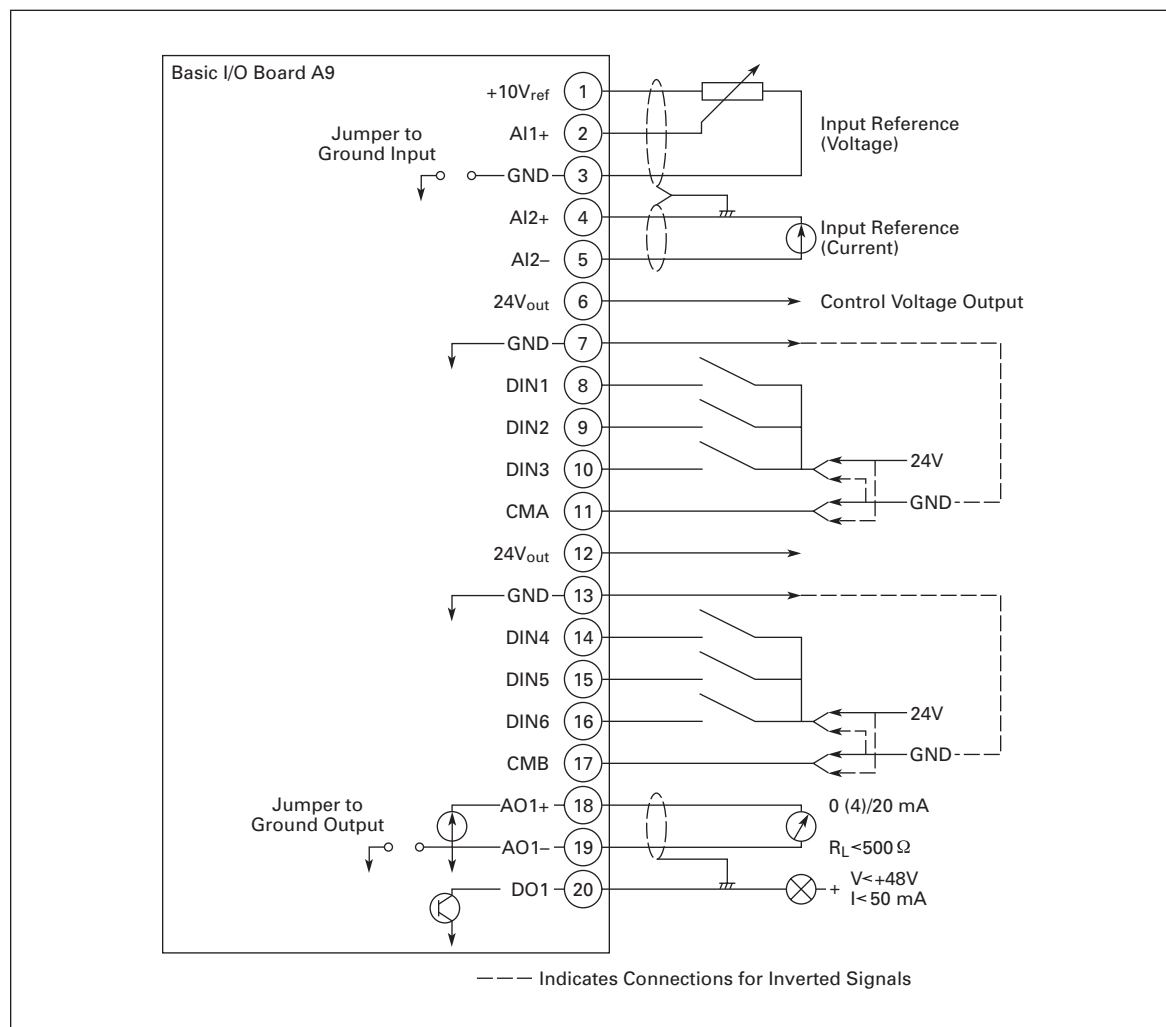 Basic I/O Board A9
+10Vref 1
AI1+ 2
Input Reference
(Voltage)
Jumper to
Ground Input
GND 3
AI2+ 4
Input Reference
(Current)
AI2– 5
24Vout 6 Control Voltage Output
GND 7
DIN1 8
DIN2 9
DIN3 10 24V
CMA 11 GND
24Vout 12
GND 13
DIN4 14
DIN5 15
DIN6 16 24V
CMB 17 GND
Jumper to
Ground Output
AO1+ 18 0 (4)/20 mA
AO1– 19 RL<500 Ω
DO1 20 + V<+48V
I<50 mA
Indicates Connections for Inverted Signals